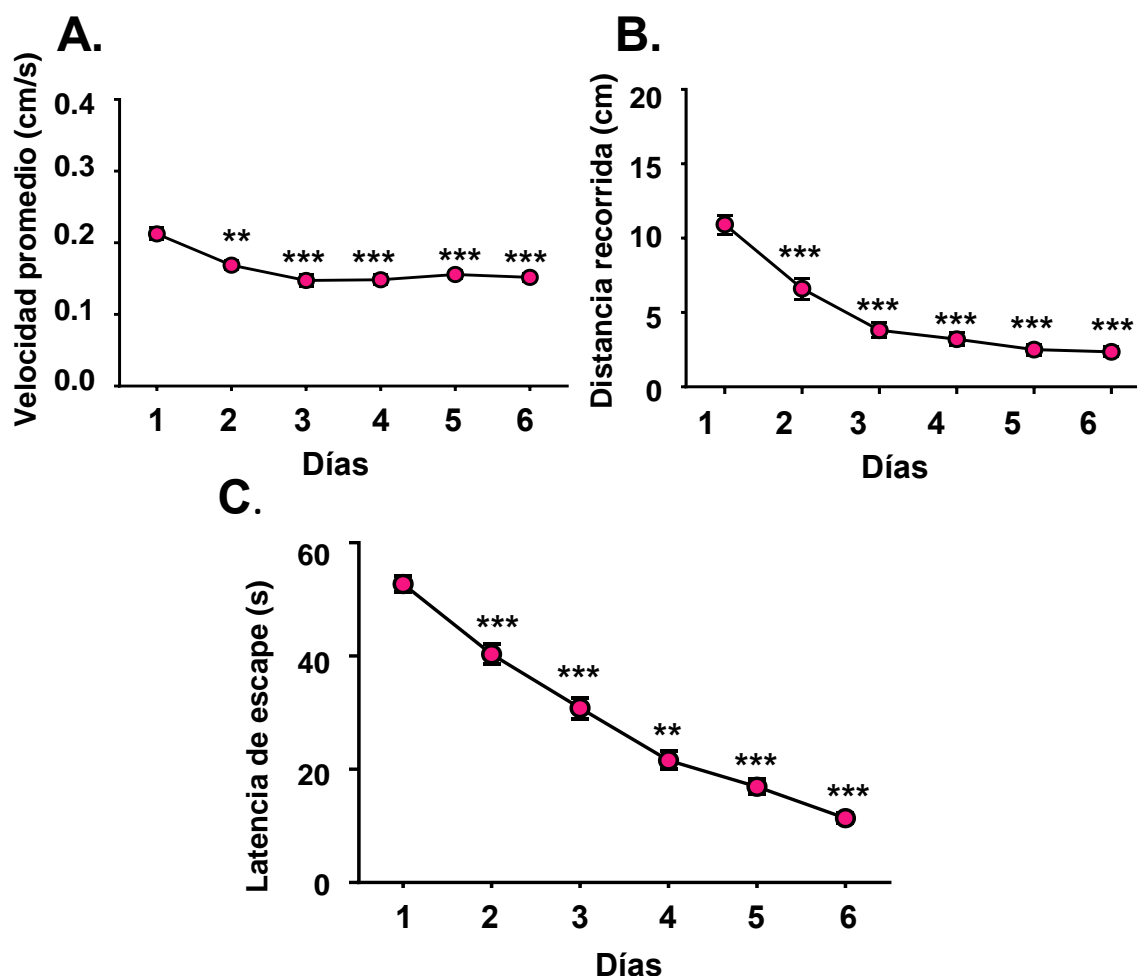 A.
Velocidad promedio (cm/s)
0.4
0.3
0.2
0.1
0.0
**
***
***
***
***
1 2 3 4 5 6
Días
B.
Distancia recorrida (cm)
20
15
10
5
0
***
***
***
***
***
1 2 3 4 5 6
Días
C.
Latencia de escape (s)
60
40
20
0
***
***
**
***
***
1 2 3 4 5 6
Días